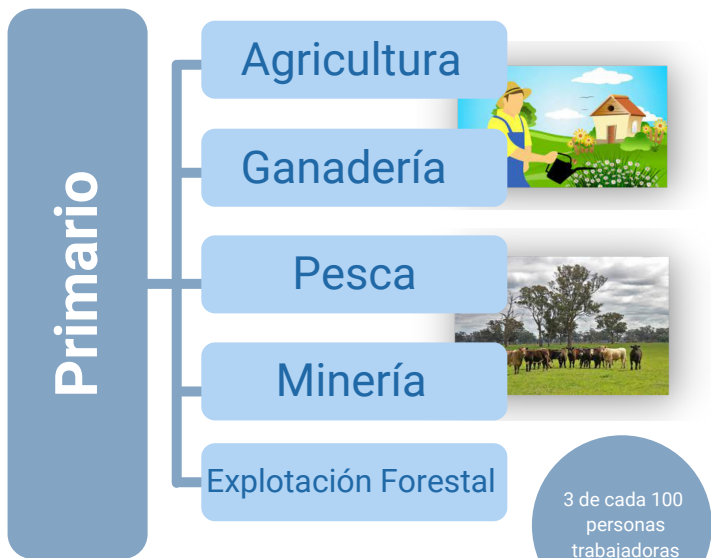 Primario
Agricultura
Ganadería
Pesca
Minería
Explotación Forestal
3 de cada 100
personas
trabajadoras